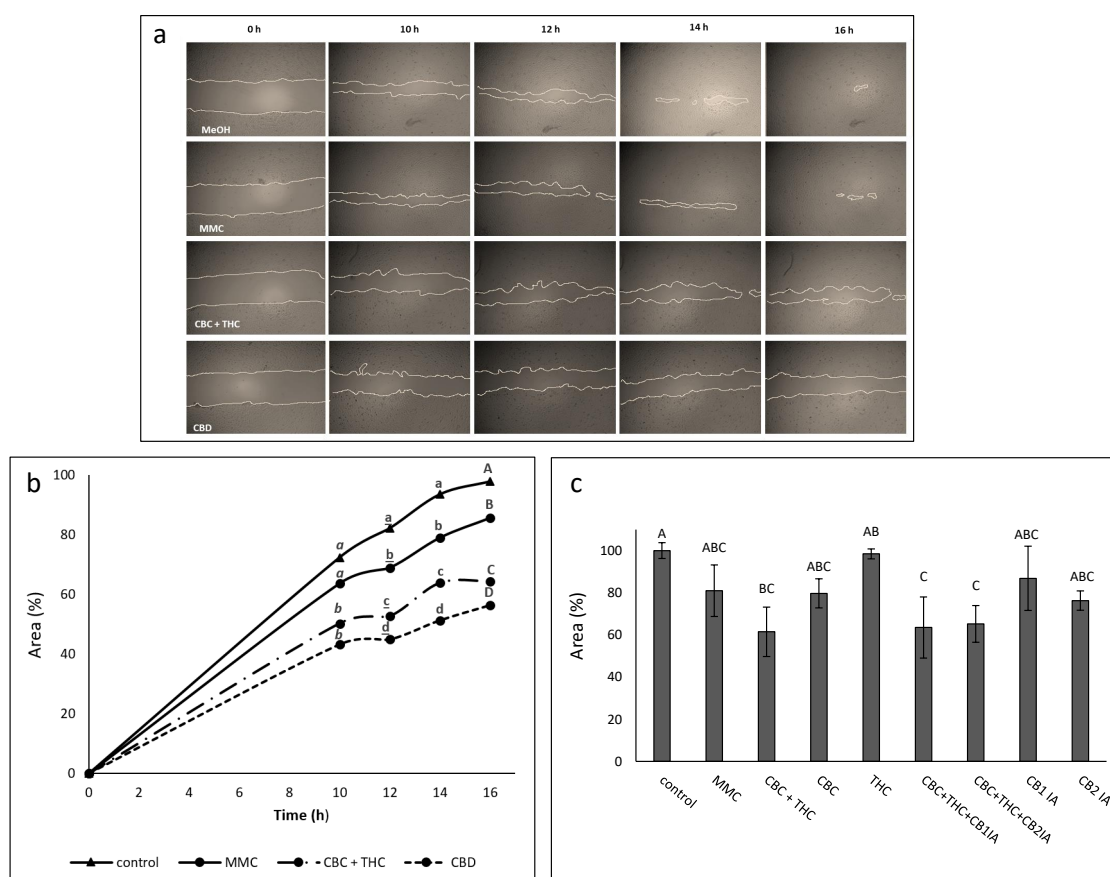 a
0 h 10 h 12 h 14 h 16 h
MeOH
MMC
CBC + THC
CBD
b
100
80
60
40
20
0
Area (%)
0 2 4 6 8 10 12 14 16
Time (h)
a a a A
a b b B
b c c C
b d d D
control MMC CBC + THC CBD
c
100
80
60
40
20
0
Area (%)
A ABC BC ABC AB C C ABC ABC
control MMC CBC + THC CBC THC CBC+THC+CB1IA CBC+THC+CB2IA CB1 IA CB2 IA